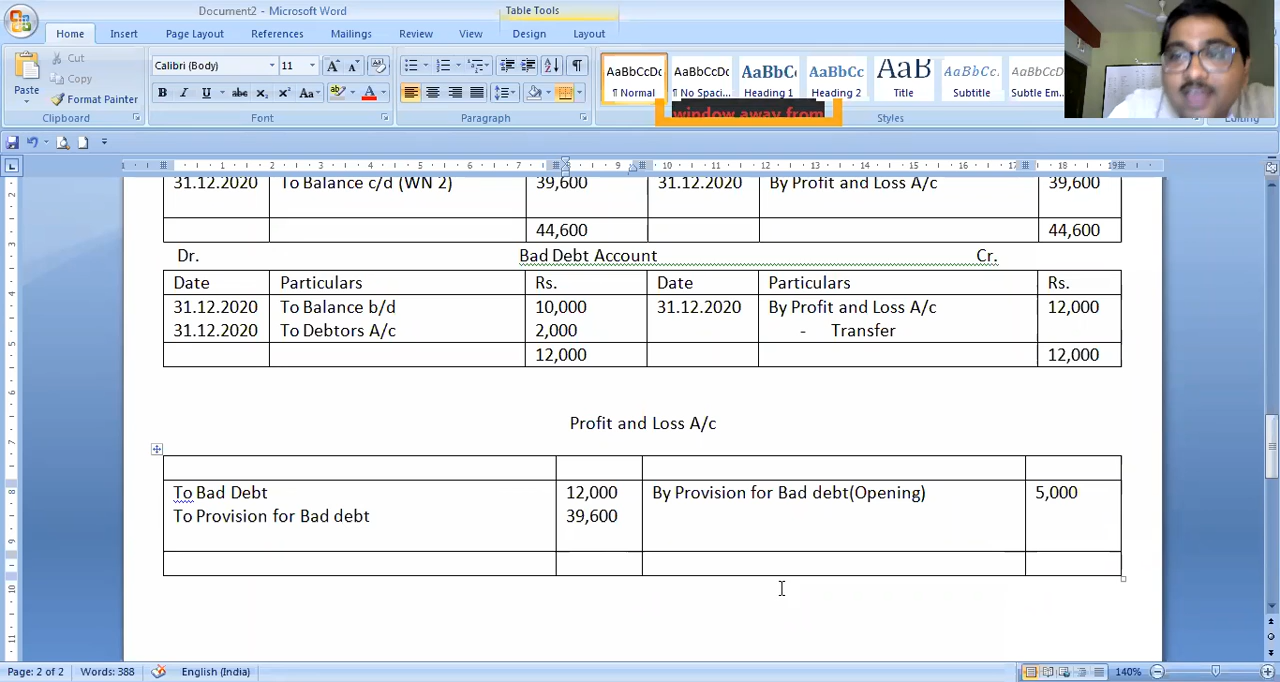 Document2 - Microsoft Word
Table Tools
Home Insert Page Layout References Mailings Review View Design Layout
Paste
Cut
Copy
Format Painter
Clipboard
Calibri (Body) 11
Font
Paragraph
AaBbCcDc AaBbCcDc AaBbCc AaBbCc AaB AaBbCc. AaBbCcDc
¶ Normal ¶ No Spaci... Heading 1 Heading 2 Title Subtitle Subtle Em...
Styles
window away from
31.12.2020 To Balance c/d (WN 2) 39,600 31.12.2020 By Profit and Loss A/c 39,600
44,600 44,600
Dr. Bad Debt Account Cr.
Date Particulars Rs. Date Particulars Rs.
31.12.2020 To Balance b/d 10,000 31.12.2020 By Profit and Loss A/c 12,000
31.12.2020 To Debtors A/c 2,000 - Transfer
12,000 12,000
Profit and Loss A/c
To Bad Debt 12,000 By Provision for Bad debt(Opening) 5,000
To Provision for Bad debt 39,600
Page: 2 of 2 Words: 388 English (India) 140%